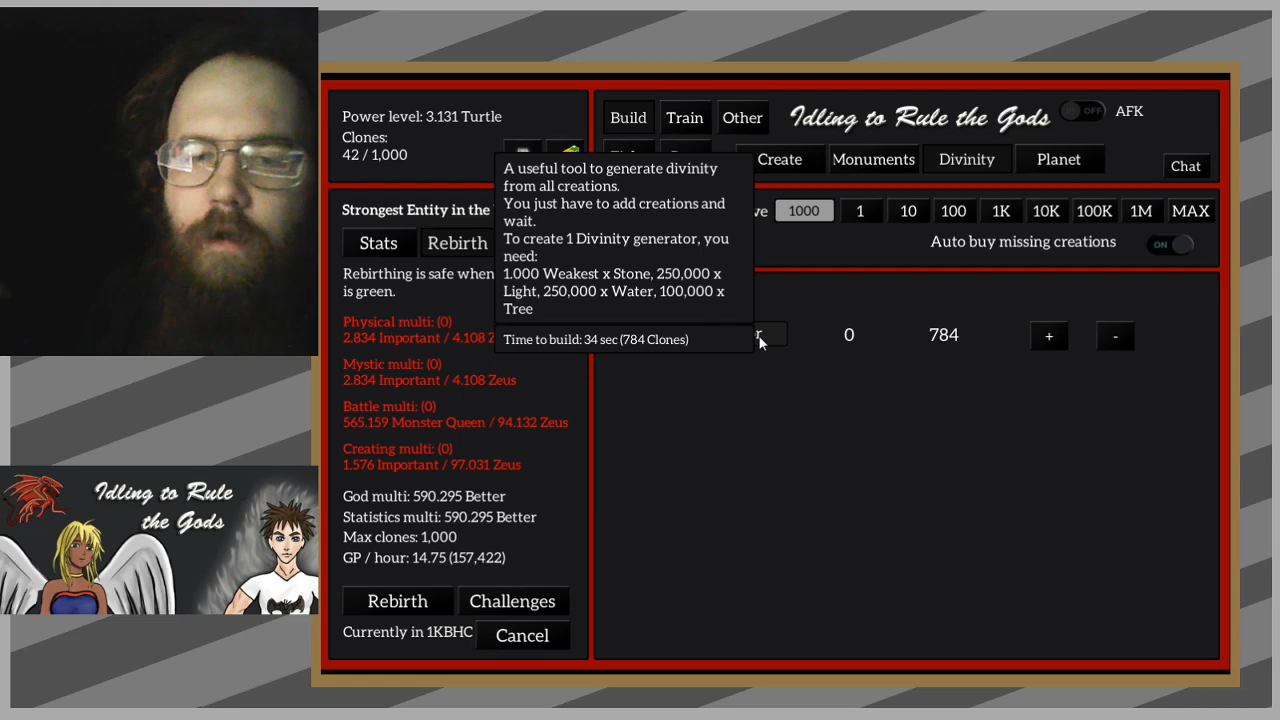 Power level: 3.131 Turtle
Clones:
42 / 1,000
Build Train Other
Idling to Rule the Gods
OFF AFK
Create Monuments Divinity Planet
Chat
A useful tool to generate divinity
from all creations.
You just have to add creations and
wait.
To create 1 Divinity generator, you
need:
1.000 Weakest x Stone, 250,000 x
Light, 250,000 x Water, 100,000 x
Tree
Time to build: 34 sec (784 Clones)
Strongest Entity in the
1000 1 10 100 1K 10K 100K 1M MAX
Stats Rebirth
Auto buy missing creations ON
Rebirthing is safe when
is green.
Physical multi: (0)
2.834 Important / 4.108
0 784 + -
Mystic multi: (0)
2.834 Important / 4.108 Zeus
Battle multi: (0)
565.159 Monster Queen / 94.132 Zeus
Creating multi: (0)
1.576 Important / 97.031 Zeus
God multi: 590.295 Better
Statistics multi: 590.295 Better
Max clones: 1,000
GP / hour: 14.75 (157,422)
Rebirth Challenges
Currently in 1KBHC Cancel
Idling to Rule
the Gods